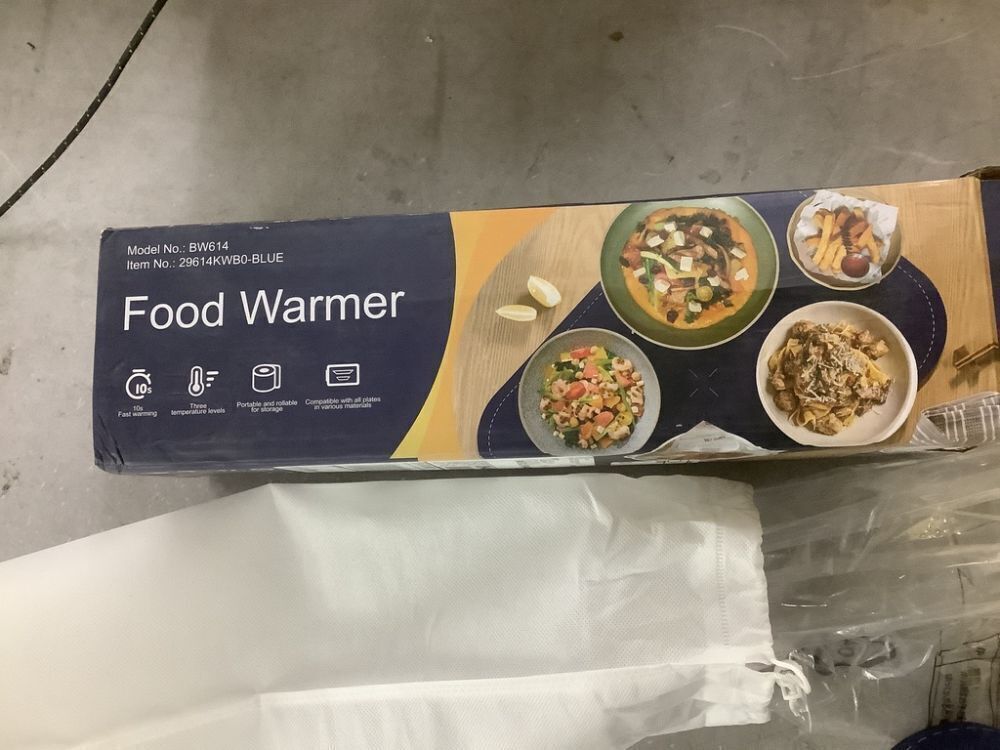 Model No.: BW614
Item No.: 29614KWB0-BLUE
Food Warmer
10s
10s
Fast warming
Three
temperature levels
Portable and rollable
for storage
Compatible with all plates
in various materials